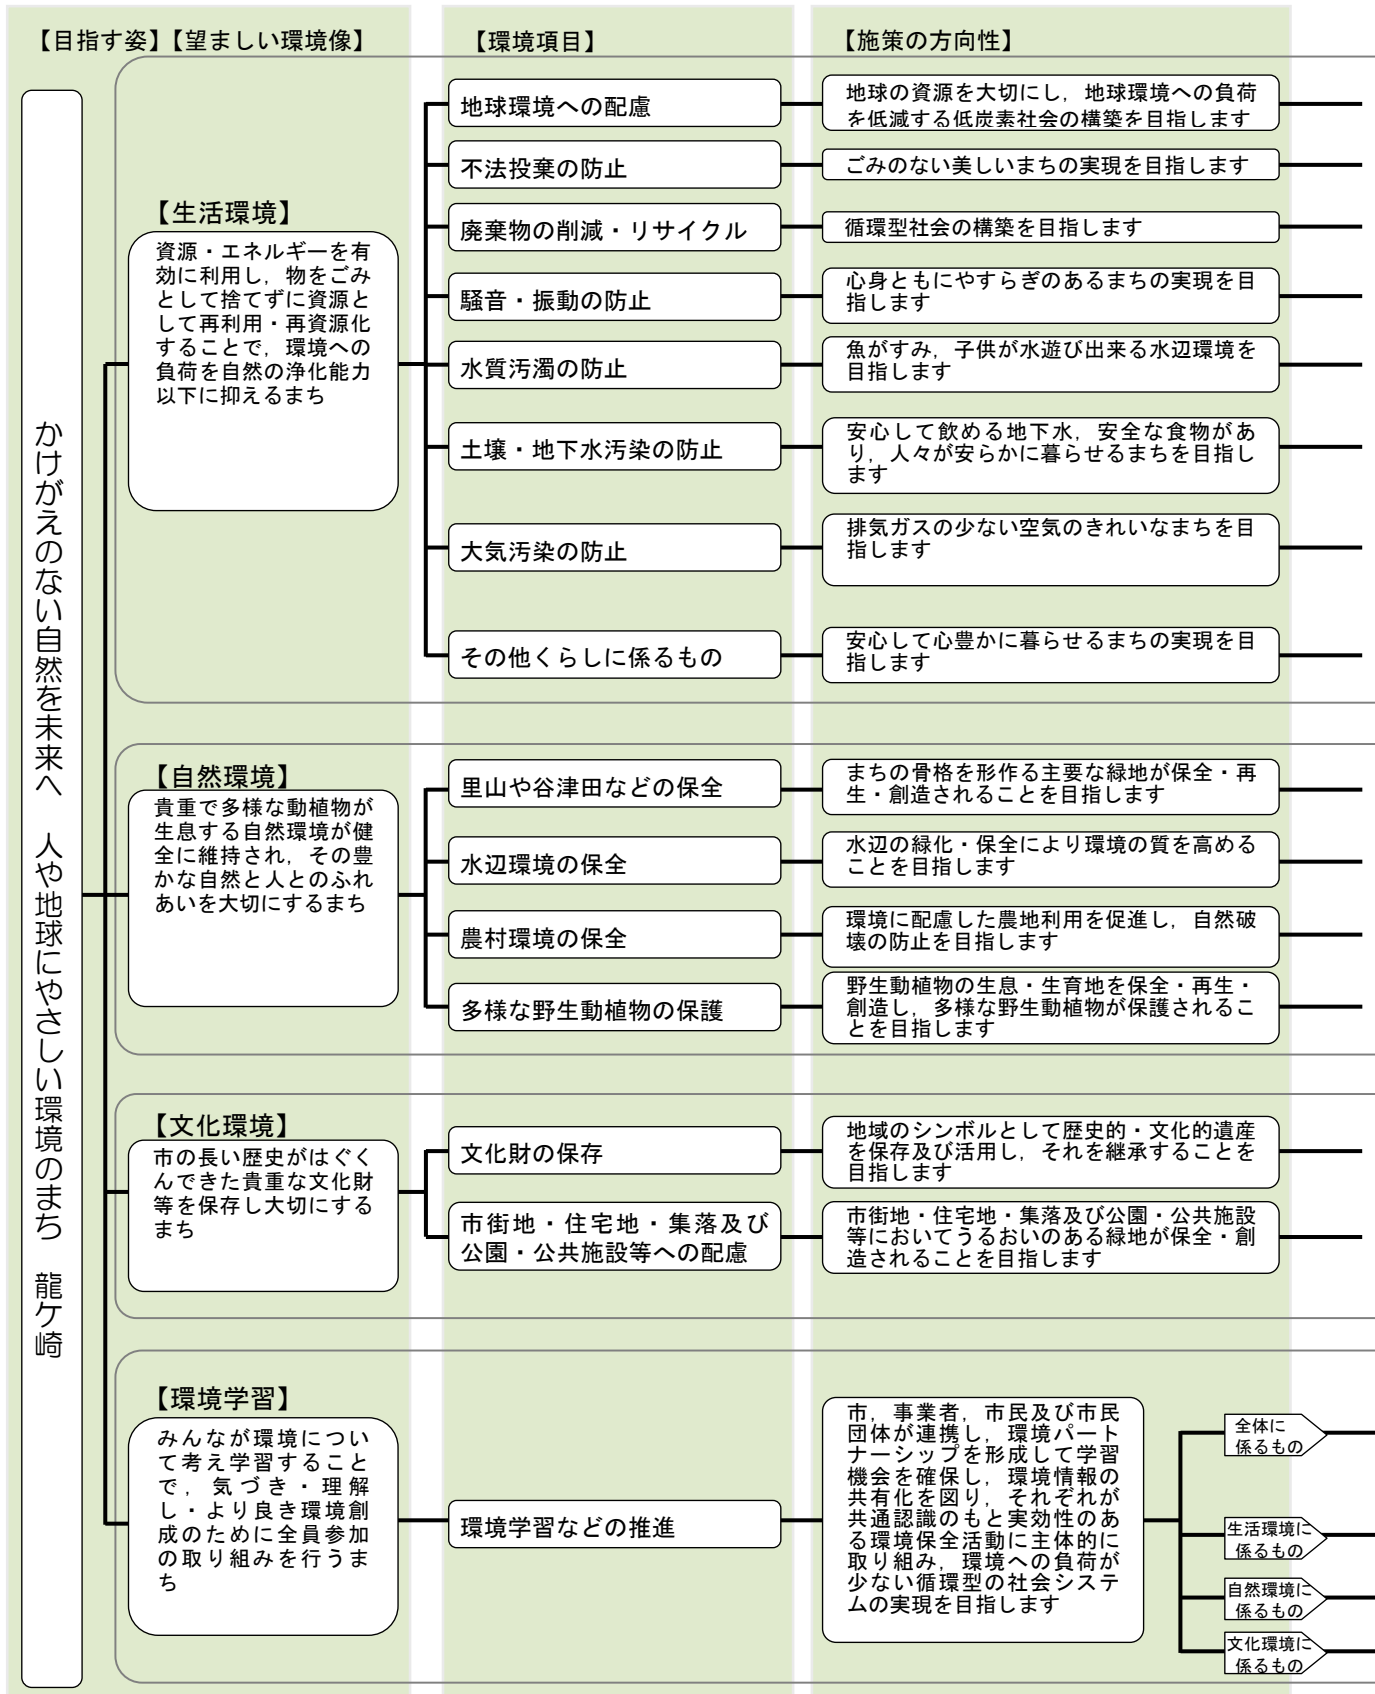 【目指す姿】【望ましい環境像】
【環境項目】
【施策の方向性】
かけがえのない自然を未来へ　人や地球にやさしい環境のまち　龍ケ崎
【生活環境】
資源・エネルギーを有
効に利用し，物をごみ
として捨てずに資源と
して再利用・再資源化
することで，環境への
負荷を自然の浄化能力
以下に抑えるまち
地球環境への配慮
地球の資源を大切にし，地球環境への負荷
を低減する低炭素社会の構築を目指します
不法投棄の防止
ごみのない美しいまちの実現を目指します
廃棄物の削減・リサイクル
循環型社会の構築を目指します
騒音・振動の防止
心身ともにやすらぎのあるまちの実現を目
指します
水質汚濁の防止
魚がすみ，子供が水遊び出来る水辺環境を
目指します
土壌・地下水汚染の防止
安心して飲める地下水，安全な食物があ
り，人々が安らかに暮らせるまちを目指し
ます
大気汚染の防止
排気ガスの少ない空気のきれいなまちを目
指します
その他くらしに係るもの
安心して心豊かに暮らせるまちの実現を目
指します
【自然環境】
貴重で多様な動植物が
生息する自然環境が健
全に維持され，その豊
かな自然と人とのふれ
あいを大切にするまち
里山や谷津田などの保全
まちの骨格を形作る主要な緑地が保全・再
生・創造されることを目指します
水辺環境の保全
水辺の緑化・保全により環境の質を高める
ことを目指します
農村環境の保全
環境に配慮した農地利用を促進し，自然破
壊の防止を目指します
多様な野生動植物の保護
野生動植物の生息・生育地を保全・再生・
創造し，多様な野生動植物が保護されるこ
とを目指します
【文化環境】
市の長い歴史がはぐく
んできた貴重な文化財
等を保存し大切にする
まち
文化財の保存
地域のシンボルとして歴史的・文化的遺産
を保存及び活用し，それを継承することを
目指します
市街地・住宅地・集落及び
公園・公共施設等への配慮
市街地・住宅地・集落及び公園・公共施設
等においてうるおいのある緑地が保全・創
造されることを目指します
【環境学習】
みんなが環境につい
て考え学習すること
で，気づき・理解
し・より良き環境創
成のために全員参加
の取り組みを行うま
ち
環境学習などの推進
市，事業者，市民及び市民
団体が連携し，環境パート
ナーシップを形成して学習
機会を確保し，環境情報の
共有化を図り，それぞれが
共通認識のもと実効性のあ
る環境保全活動に主体的に
取り組み，環境への負荷が
少ない循環型の社会システ
ムの実現を目指します
全体に
係るもの
生活環境に
係るもの
自然環境に
係るもの
文化環境に
係るもの